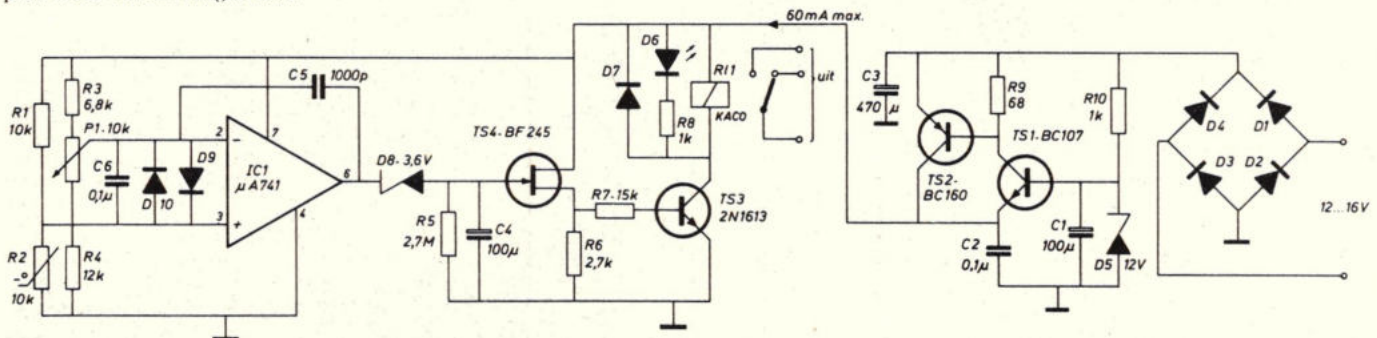 60mA max.
R1
10k
R3
6,8k
P1-10k
C6
0,1µ
D10
D9
C5
1000p
2
3
7
6
4
IC1
µA741
R2
-°
10k
R4
12k
D8-3,6V
R5
2,7M
C4
100µ
TS4-BF245
R7-15k
R6
2,7k
D7
D6
R8
1k
Rl1
KACO
uit
TS3
2N1613
C3
470 µ
R9
68
TS1-BC107
TS2-
BC160
R10
1k
C2
0,1µ
C1
100µ
D5
12V
D4
D1
D3
D2
12...16V